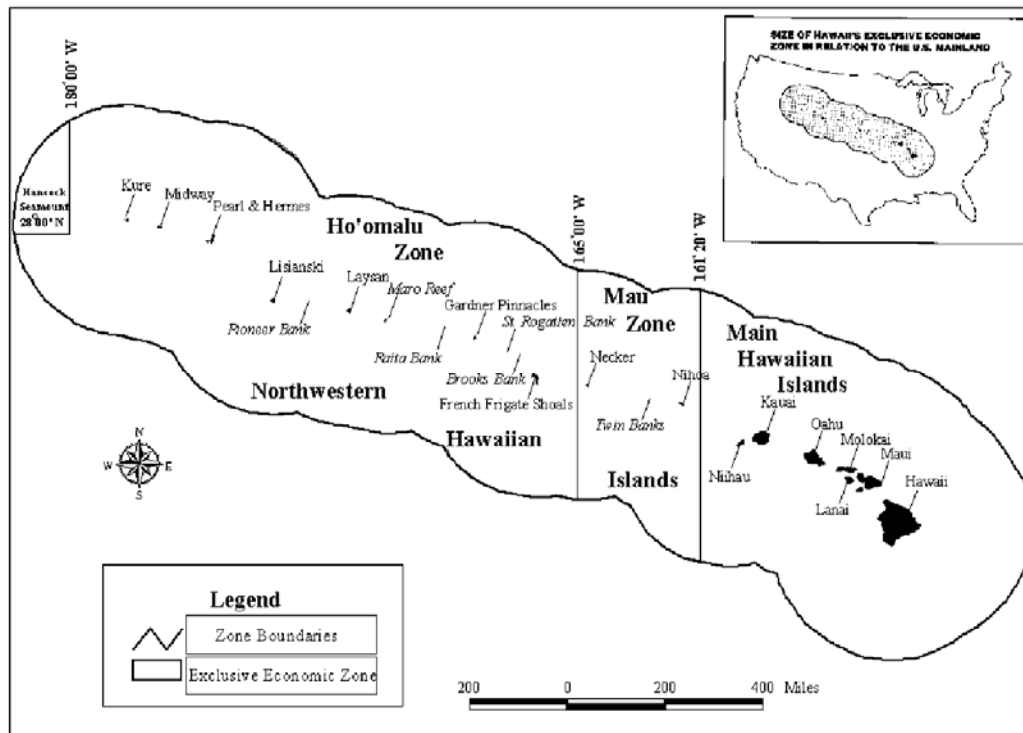 SIZE OF HAWAII'S EXCLUSIVE ECONOMIC
ZONE IN RELATION TO THE U.S. MAINLAND
180°00' W
Hancock
Seamount
28°00' N
Kure
Midway
Pearl & Hermes
Ho'omalu
Zone
165°00' W
161°20' W
Lisianski
Laysan
Maro Reef
Pioneer Bank
Gardner Pinnacles
St Rogatien Bank
Raita Bank
Brooks Bank
French Frigate Shoals
Mau
Zone
Necker
Nihoa
Twin Banks
Main
Hawaiian
Islands
Kauai
Oahu
Molokai
Maui
Hawaii
Niihau
Lanai
Northwestern
Hawaiian
Islands
N
W E
S
Legend
Zone Boundaries
Exclusive Economic Zone
200 0 200 400 Miles